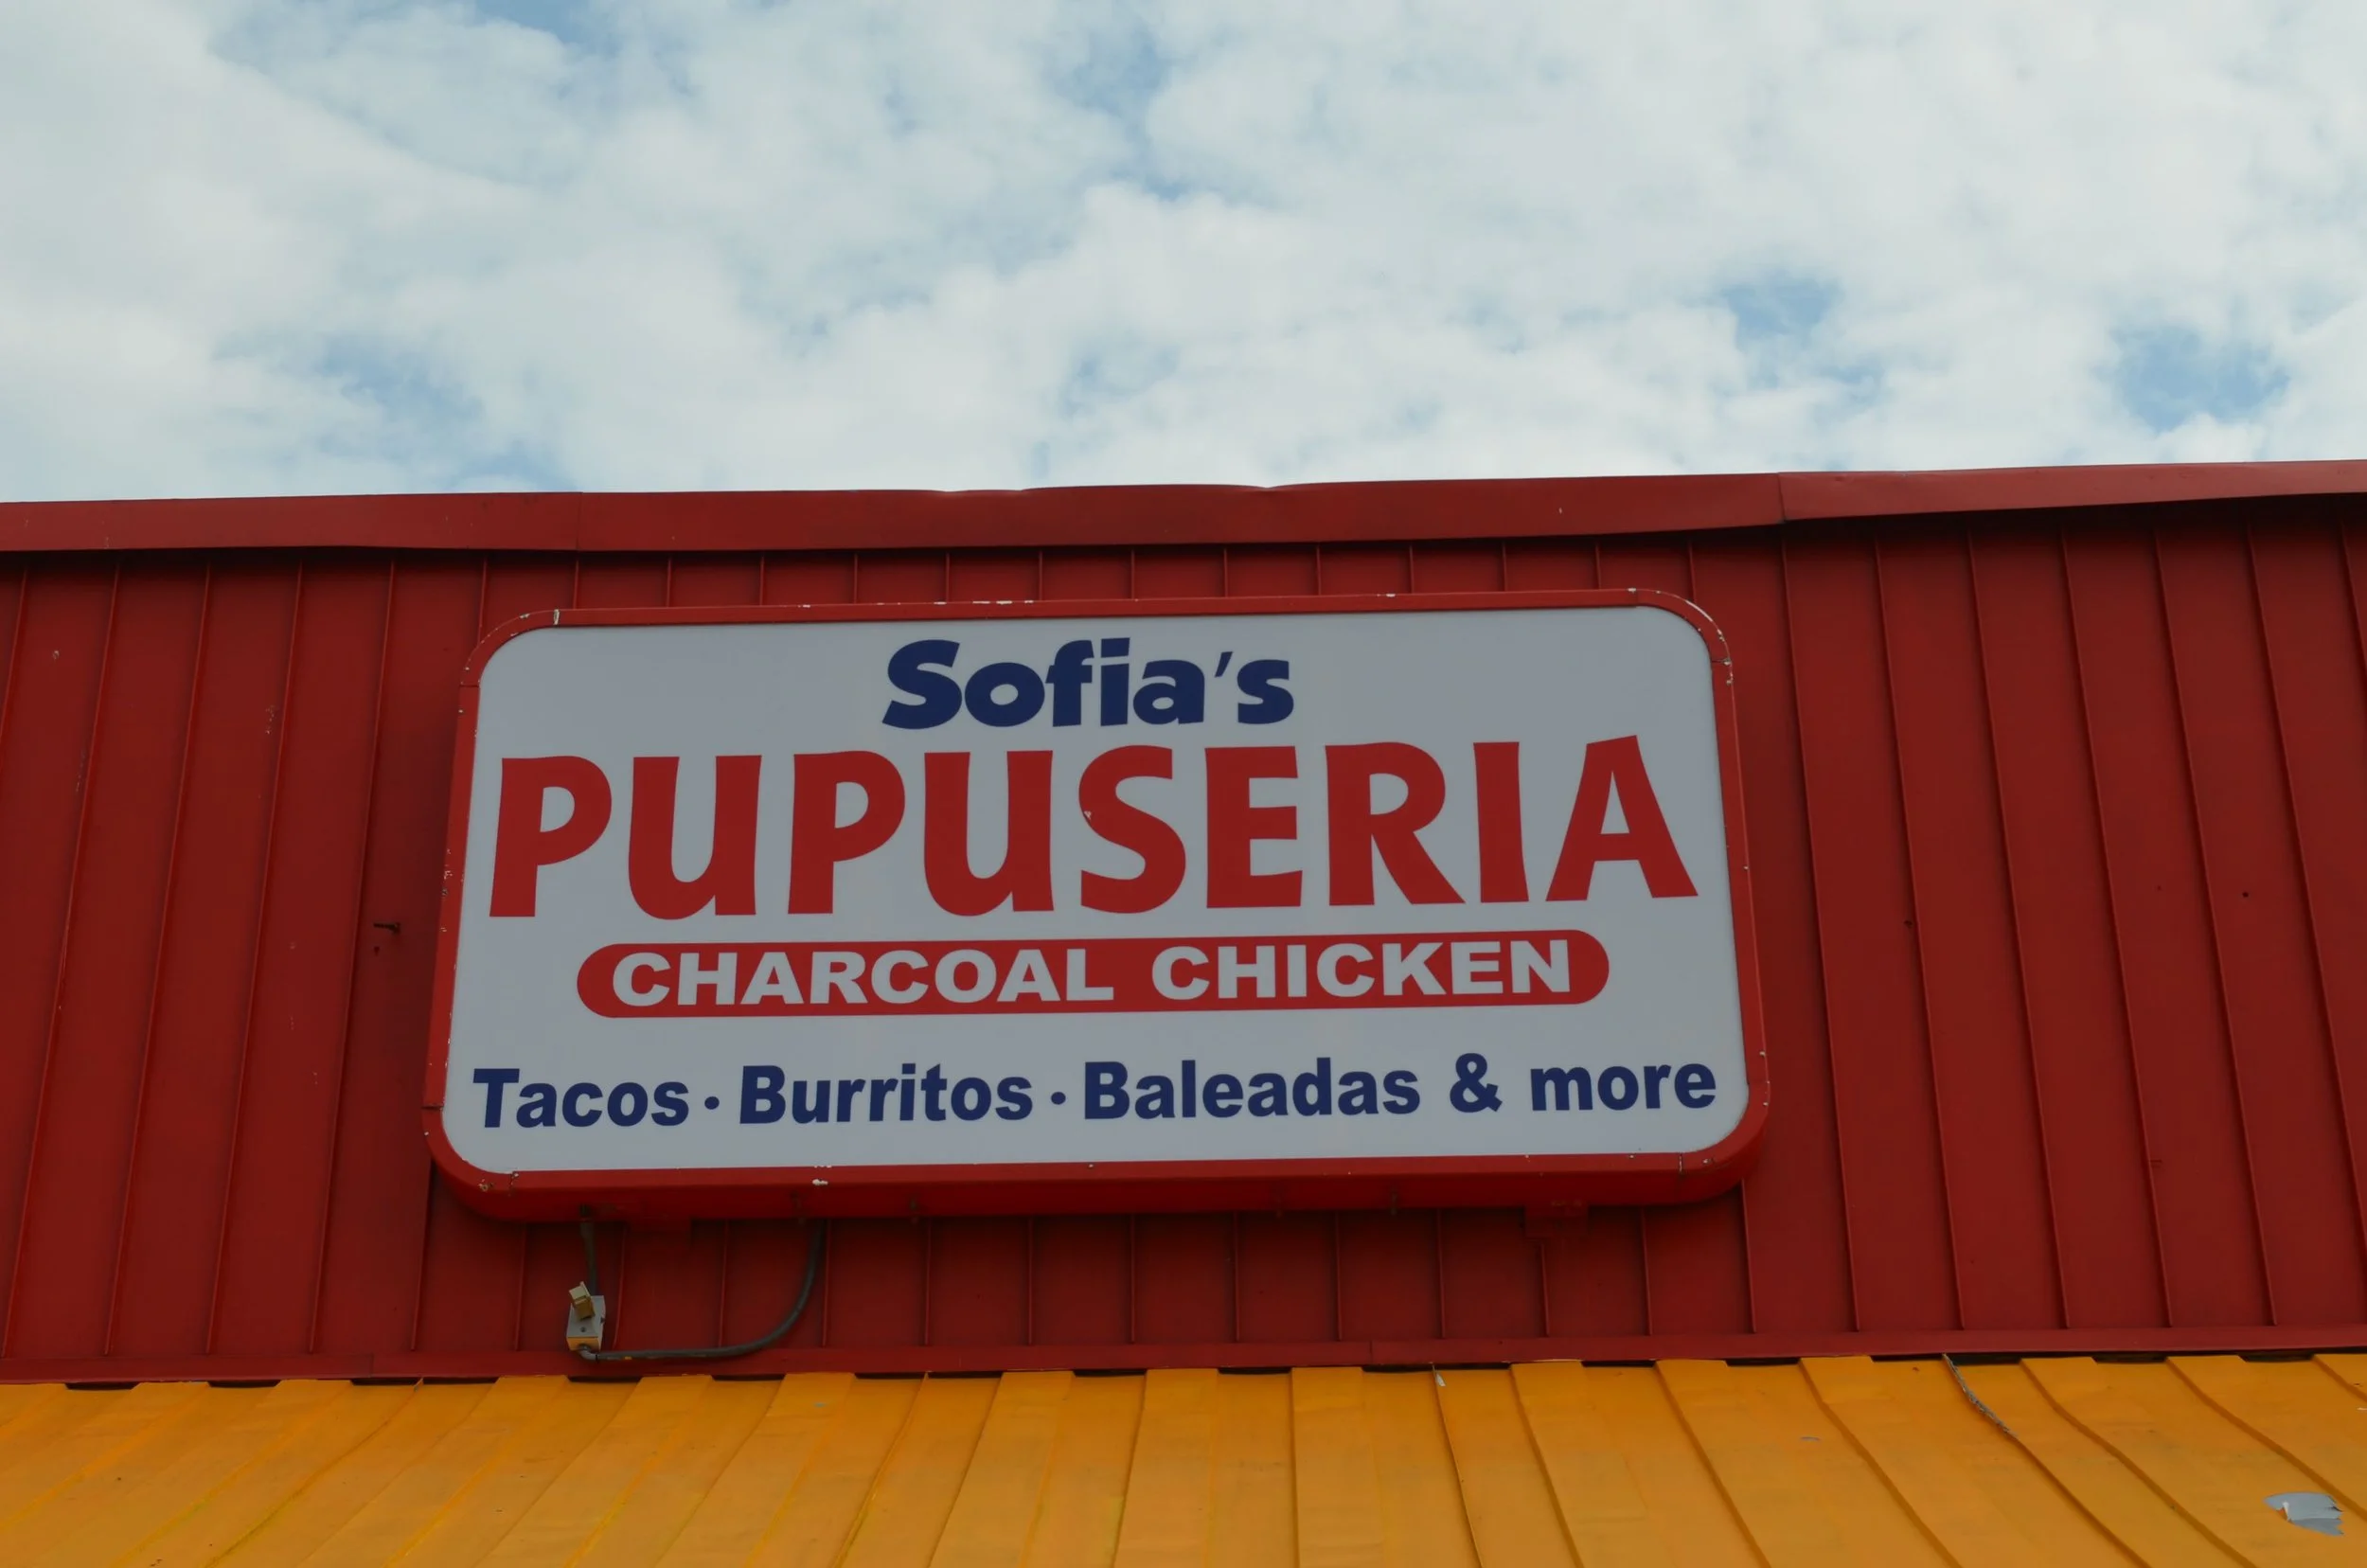 Sofia's
PUPUSERIA
CHARCOAL CHICKEN
Tacos · Burritos · Baleadas & more